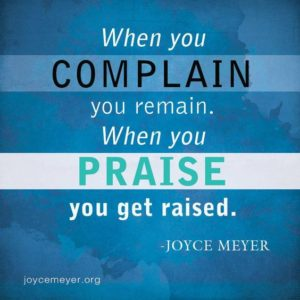 When you
COMPLAIN
you remain.
When you
PRAISE
you get raised.
-JOYCE MEYER
joycemeyer.org